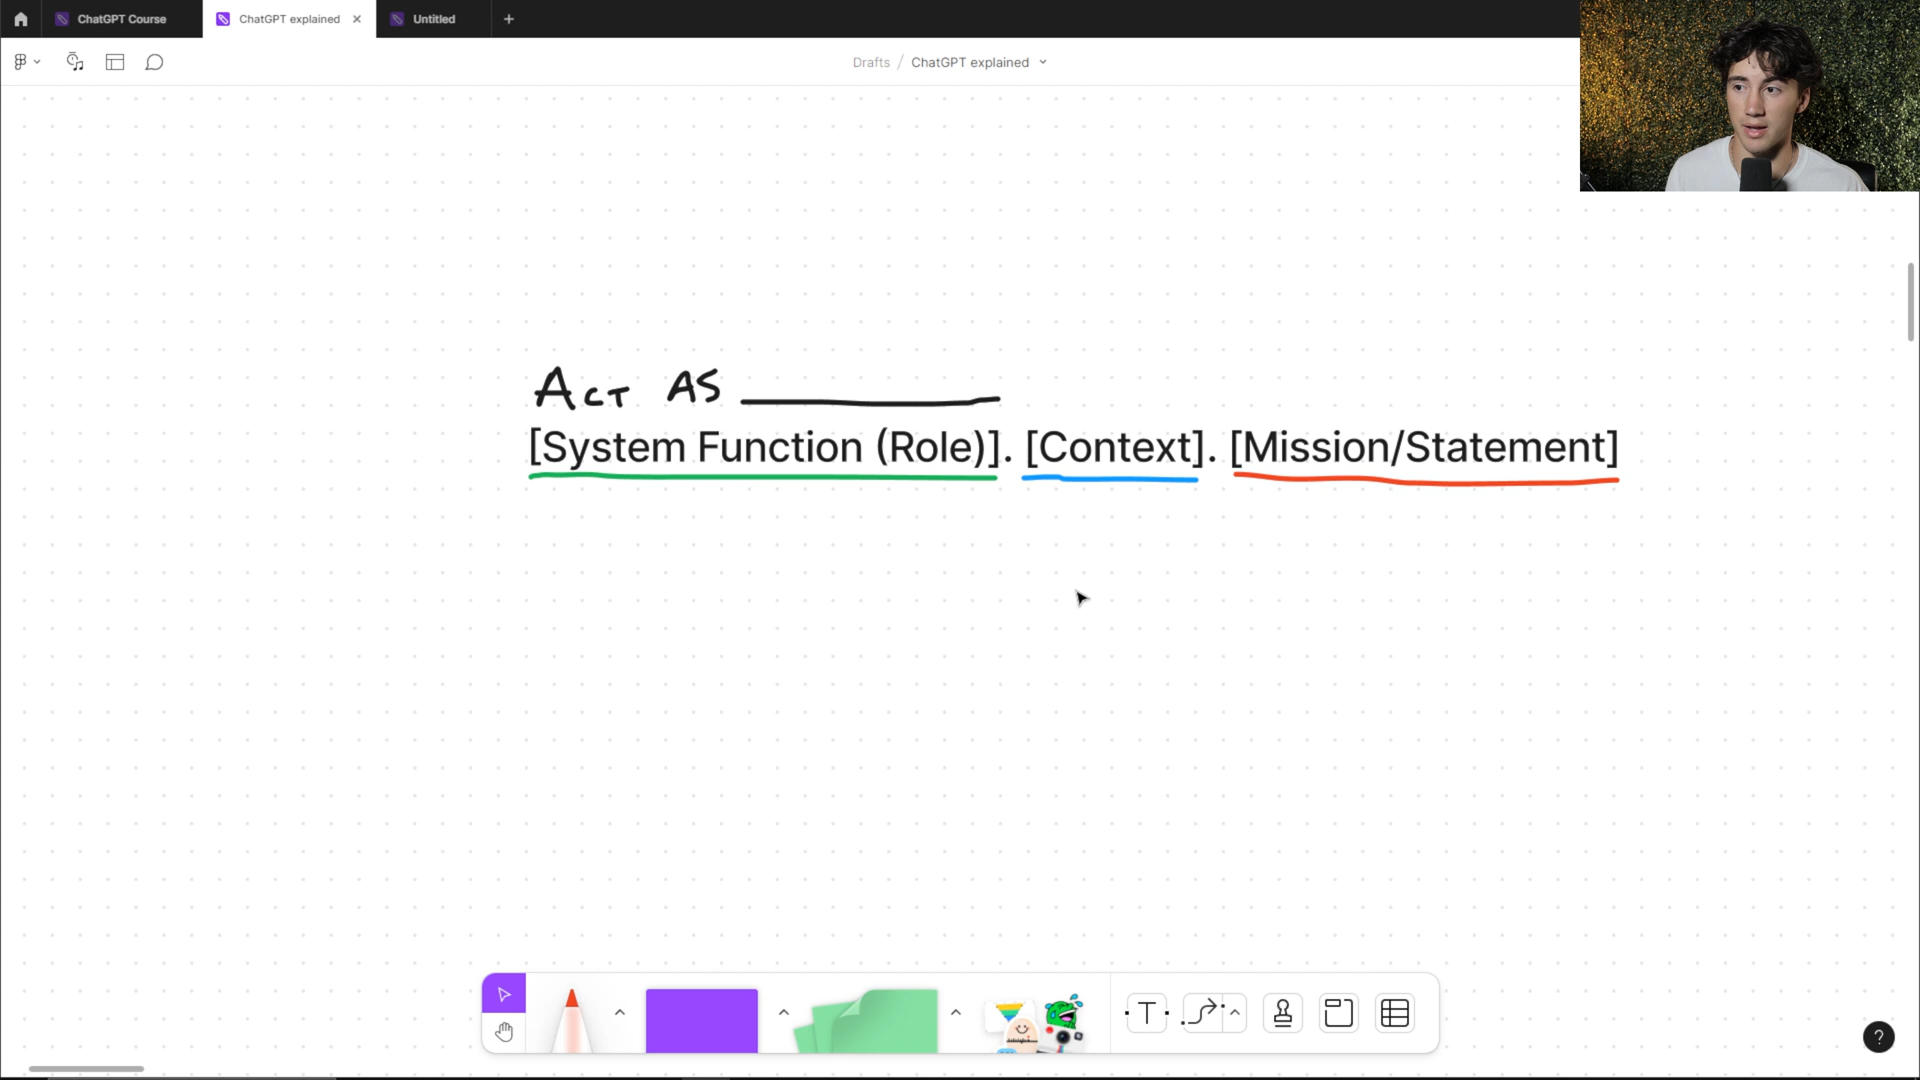 ChatGPT Course
ChatGPT explained
Untitled
Drafts / ChatGPT explained
ACT AS
[System Function (Role)]. [Context]. [Mission/Statement]
T
?